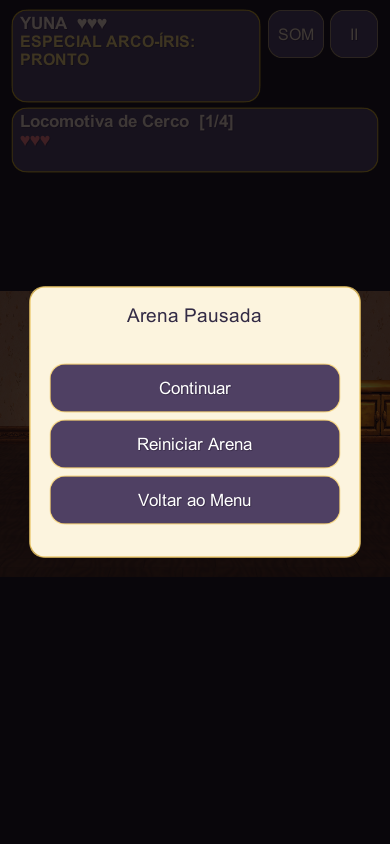 YUNA ♥♥♥
ESPECIAL ARCO-ÍRIS:
PRONTO
SOM
II
Locomotiva de Cerco [1/4]
♥♥♥
Arena Pausada
Continuar
Reiniciar Arena
Voltar ao Menu